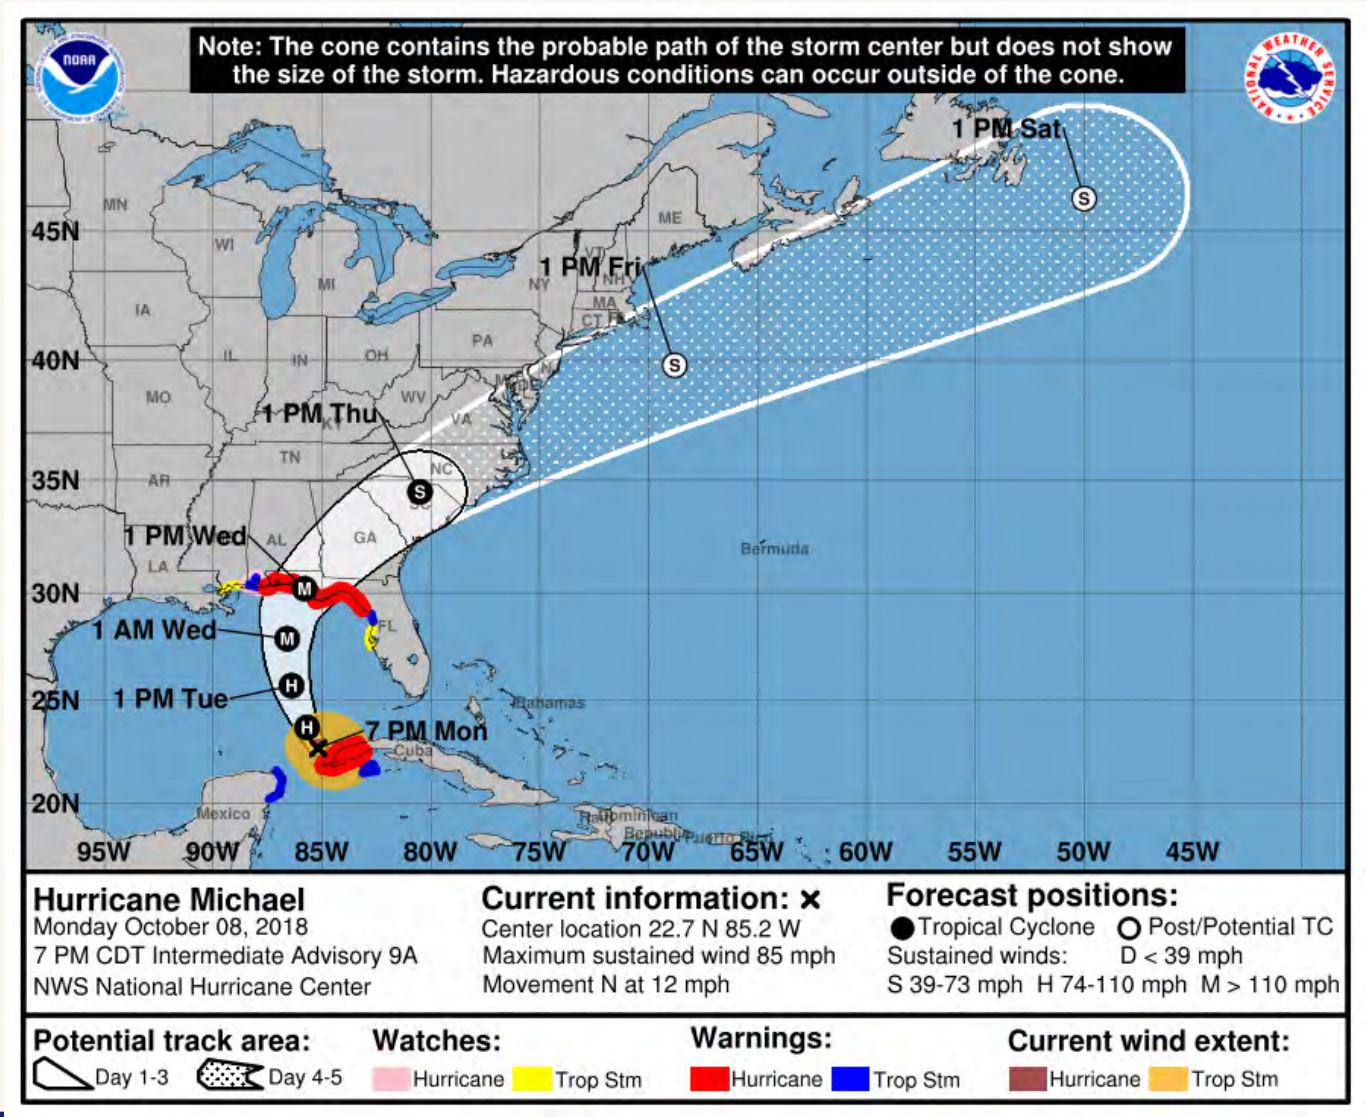 Note: The cone contains the probable path of the storm center but does not show
the size of the storm. Hazardous conditions can occur outside of the cone.
NOAA
NATIONAL WEATHER SERVICE
1 PM Sat
MN
ME
45N
WI
VT
1 PM Fri
MI
NY
NH
MA
IA
CT
PA
40N
IL
IN
OH
MO
WV
1 PM Thu
VA
KY
TN
NC
35N
AR
SC
1 PM Wed
AL
GA
Bermuda
LA
30N
1 AM Wed
FL
25N
1 PM Tue
Bahamas
7 PM Mon
Cuba
20N
Mexico
Haiti
Dominican
Republic
Puerto Rico
95W 90W 85W 80W 75W 70W 65W 60W 55W 50W 45W
M
M
H
H
S
S
S
Hurricane Michael
Monday October 08, 2018
7 PM CDT Intermediate Advisory 9A
NWS National Hurricane Center
Current information: ×
Center location 22.7 N 85.2 W
Maximum sustained wind 85 mph
Movement N at 12 mph
Forecast positions:
Tropical Cyclone Post/Potential TC
Sustained winds: D < 39 mph
S 39-73 mph H 74-110 mph M > 110 mph
Potential track area:
Day 1-3 Day 4-5
Watches:
Hurricane Trop Stm
Warnings:
Hurricane Trop Stm
Current wind extent:
Hurricane Trop Stm